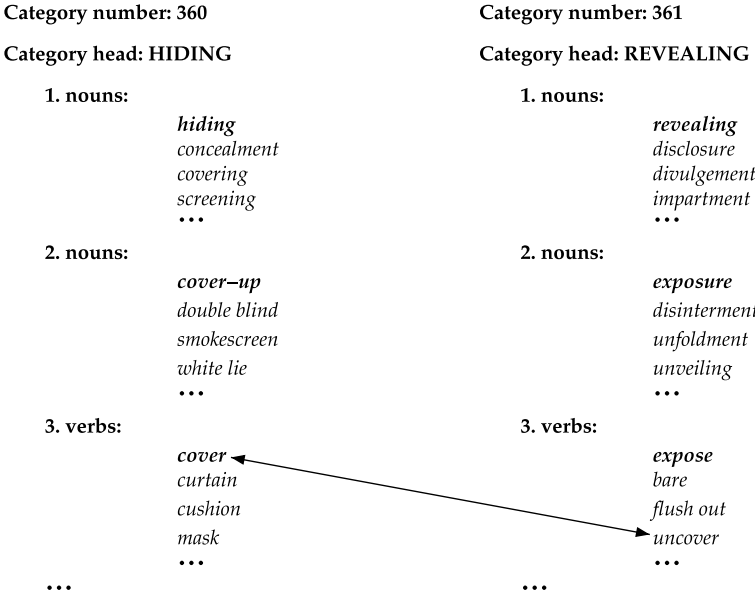 Category number: 360
Category head: HIDING
1. nouns:
hiding
concealment
covering
screening
...
2. nouns:
cover–up
double blind
smokescreen
white lie
...
3. verbs:
cover
curtain
cushion
mask
...
...
Category number: 361
Category head: REVEALING
1. nouns:
revealing
disclosure
divulgement
impartment
...
2. nouns:
exposure
disinterment
unfoldment
unveiling
...
3. verbs:
expose
bare
flush out
uncover
...
...